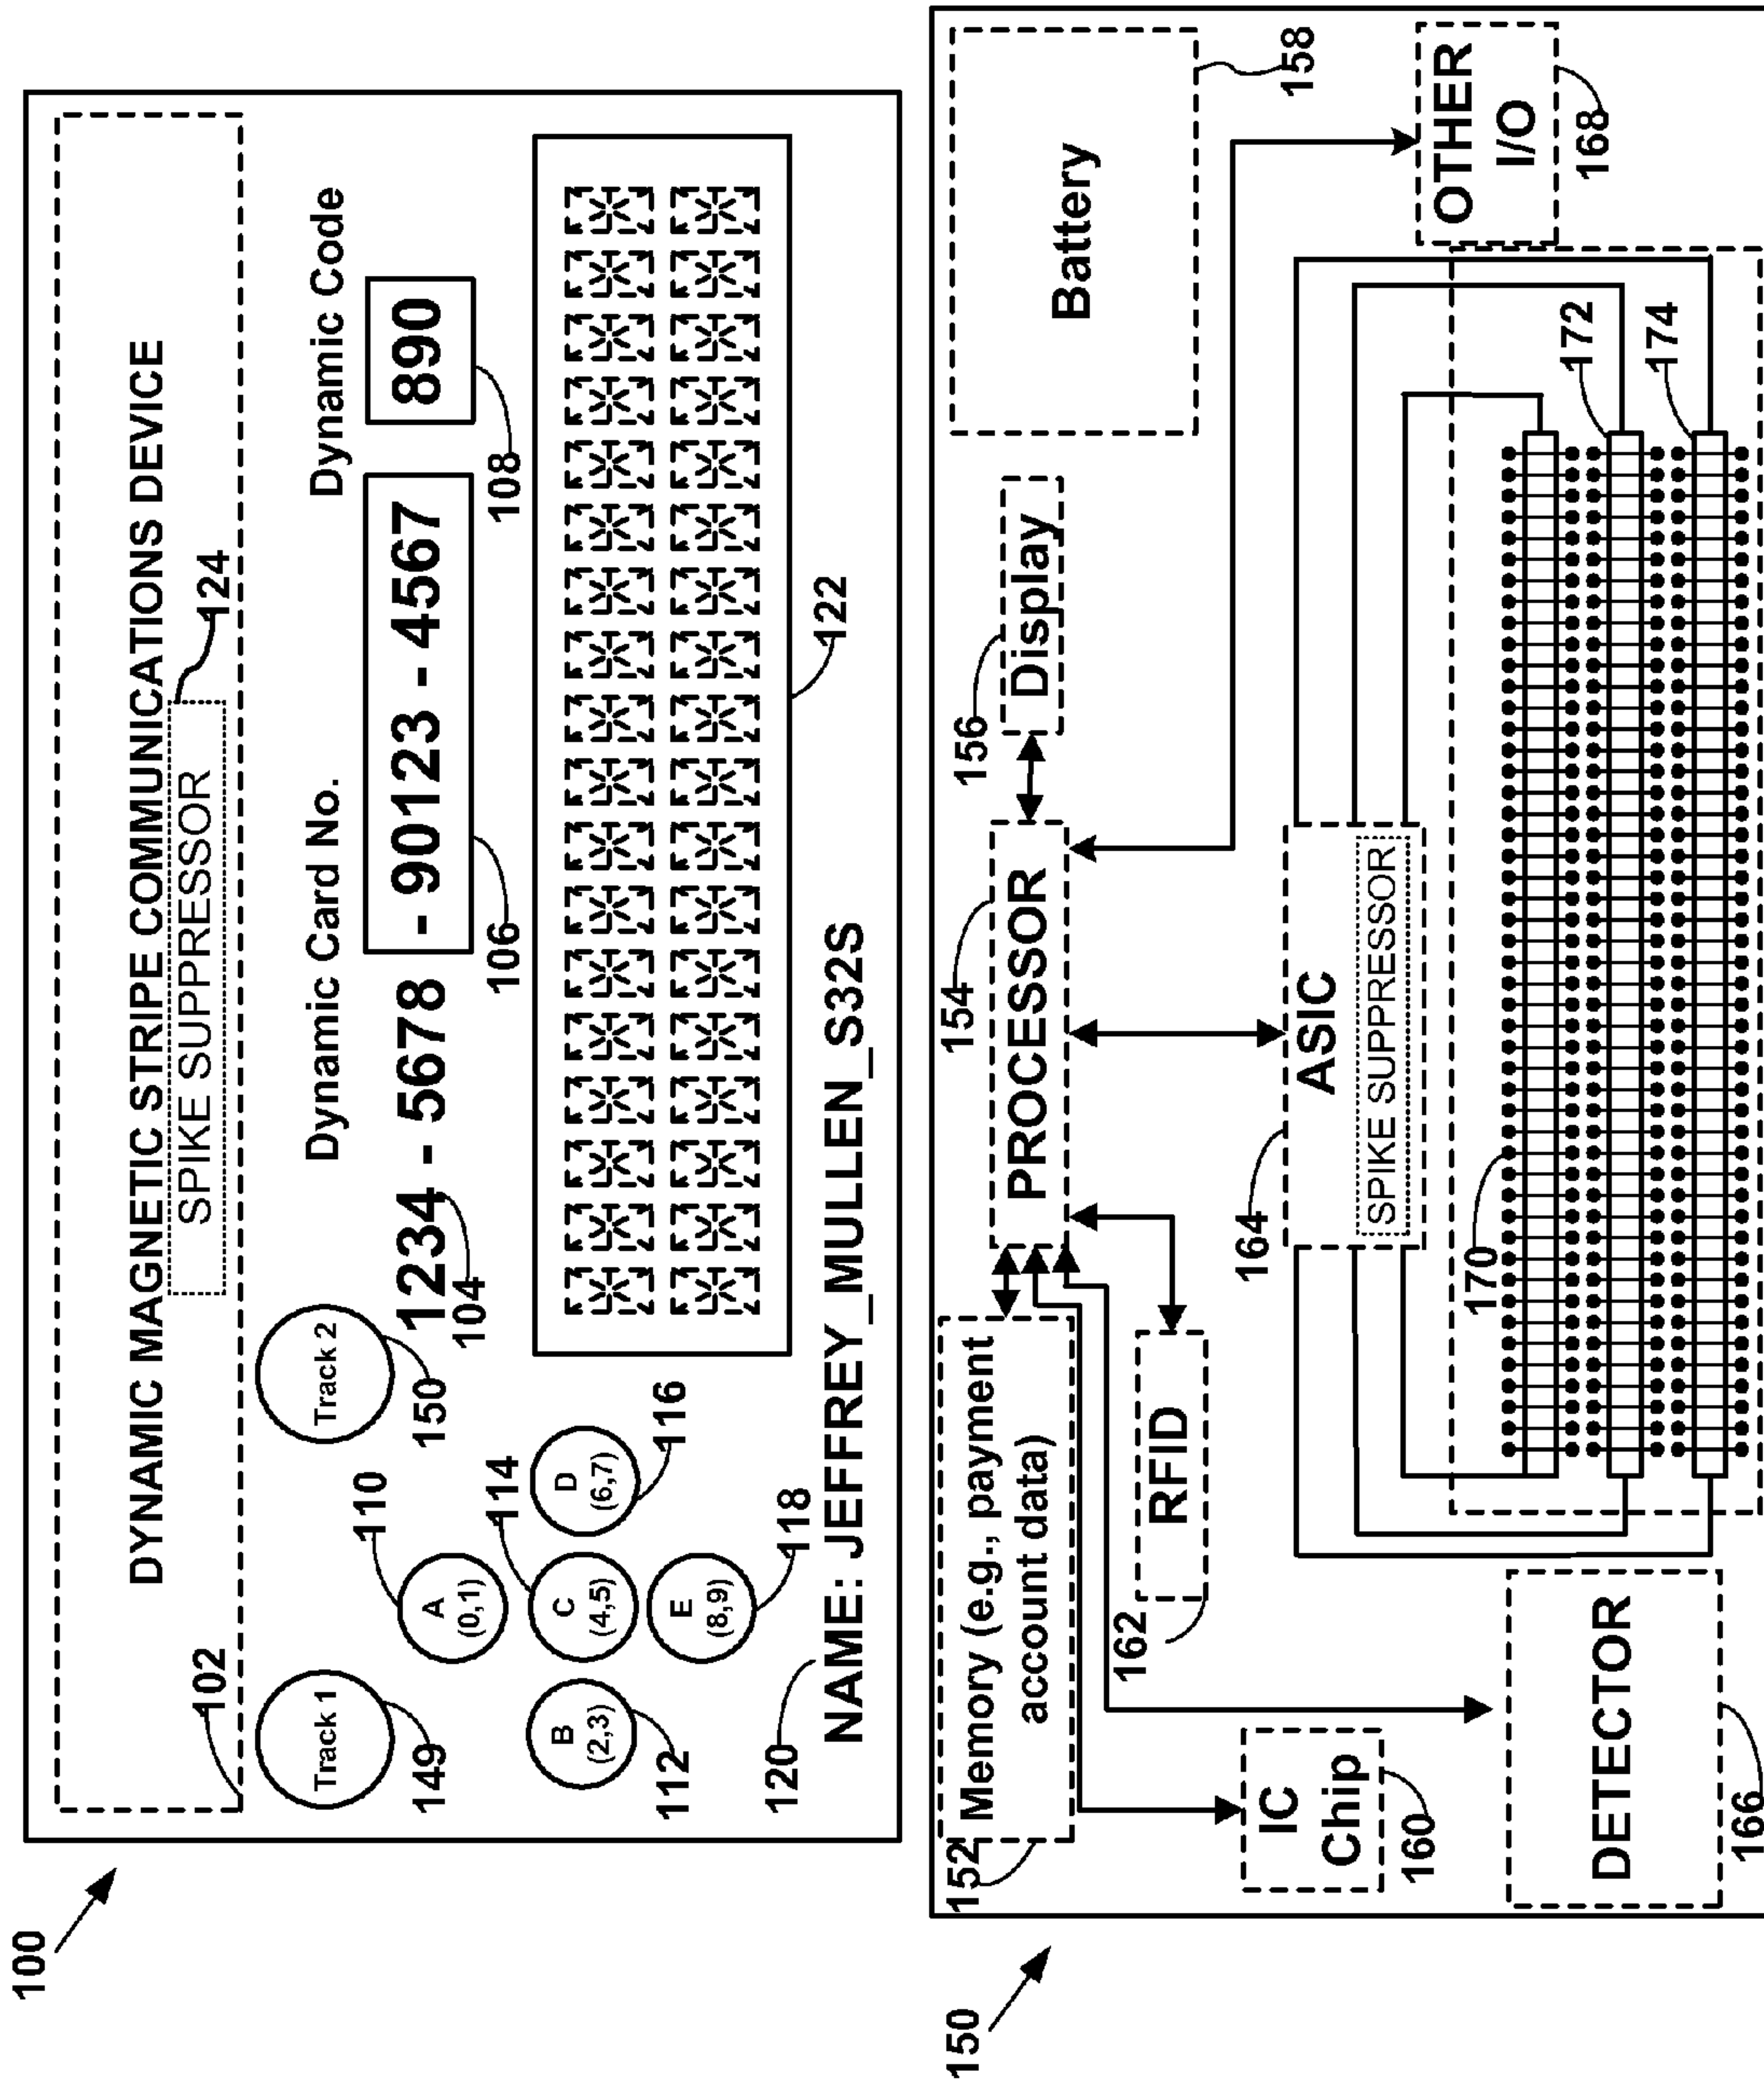 100
DYNAMIC MAGNETIC STRIPE COMMUNICATIONS DEVICE
SPIKE SUPPRESSOR
124
102
Track 1
149
Track 2
150
Dynamic Card No.
Dynamic Code
1234 - 5678 - 90123 - 4567
890
104
106
108
A
(0,1)
110
B
(2,3)
112
C
(4,5)
114
D
(6,7)
116
E
(8,9)
118
122
120
NAME: JEFFREY_MULLEN_S32S
150
152
Memory (e.g., payment
account data)
154
PROCESSOR
156
Display
Battery
158
IC
Chip
160
RFID
162
164
ASIC
SPIKE SUPPRESSOR
OTHER
I/O
168
DETECTOR
166
170
172
174